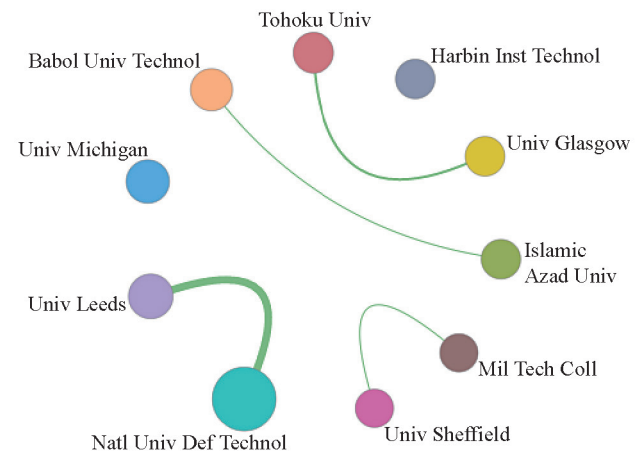 Tohoku Univ
Harbin Inst Technol
Babol Univ Technol
Univ Glasgow
Univ Michigan
Islamic
Azad Univ
Univ Leeds
Mil Tech Coll
Univ Sheffield
Natl Univ Def Technol